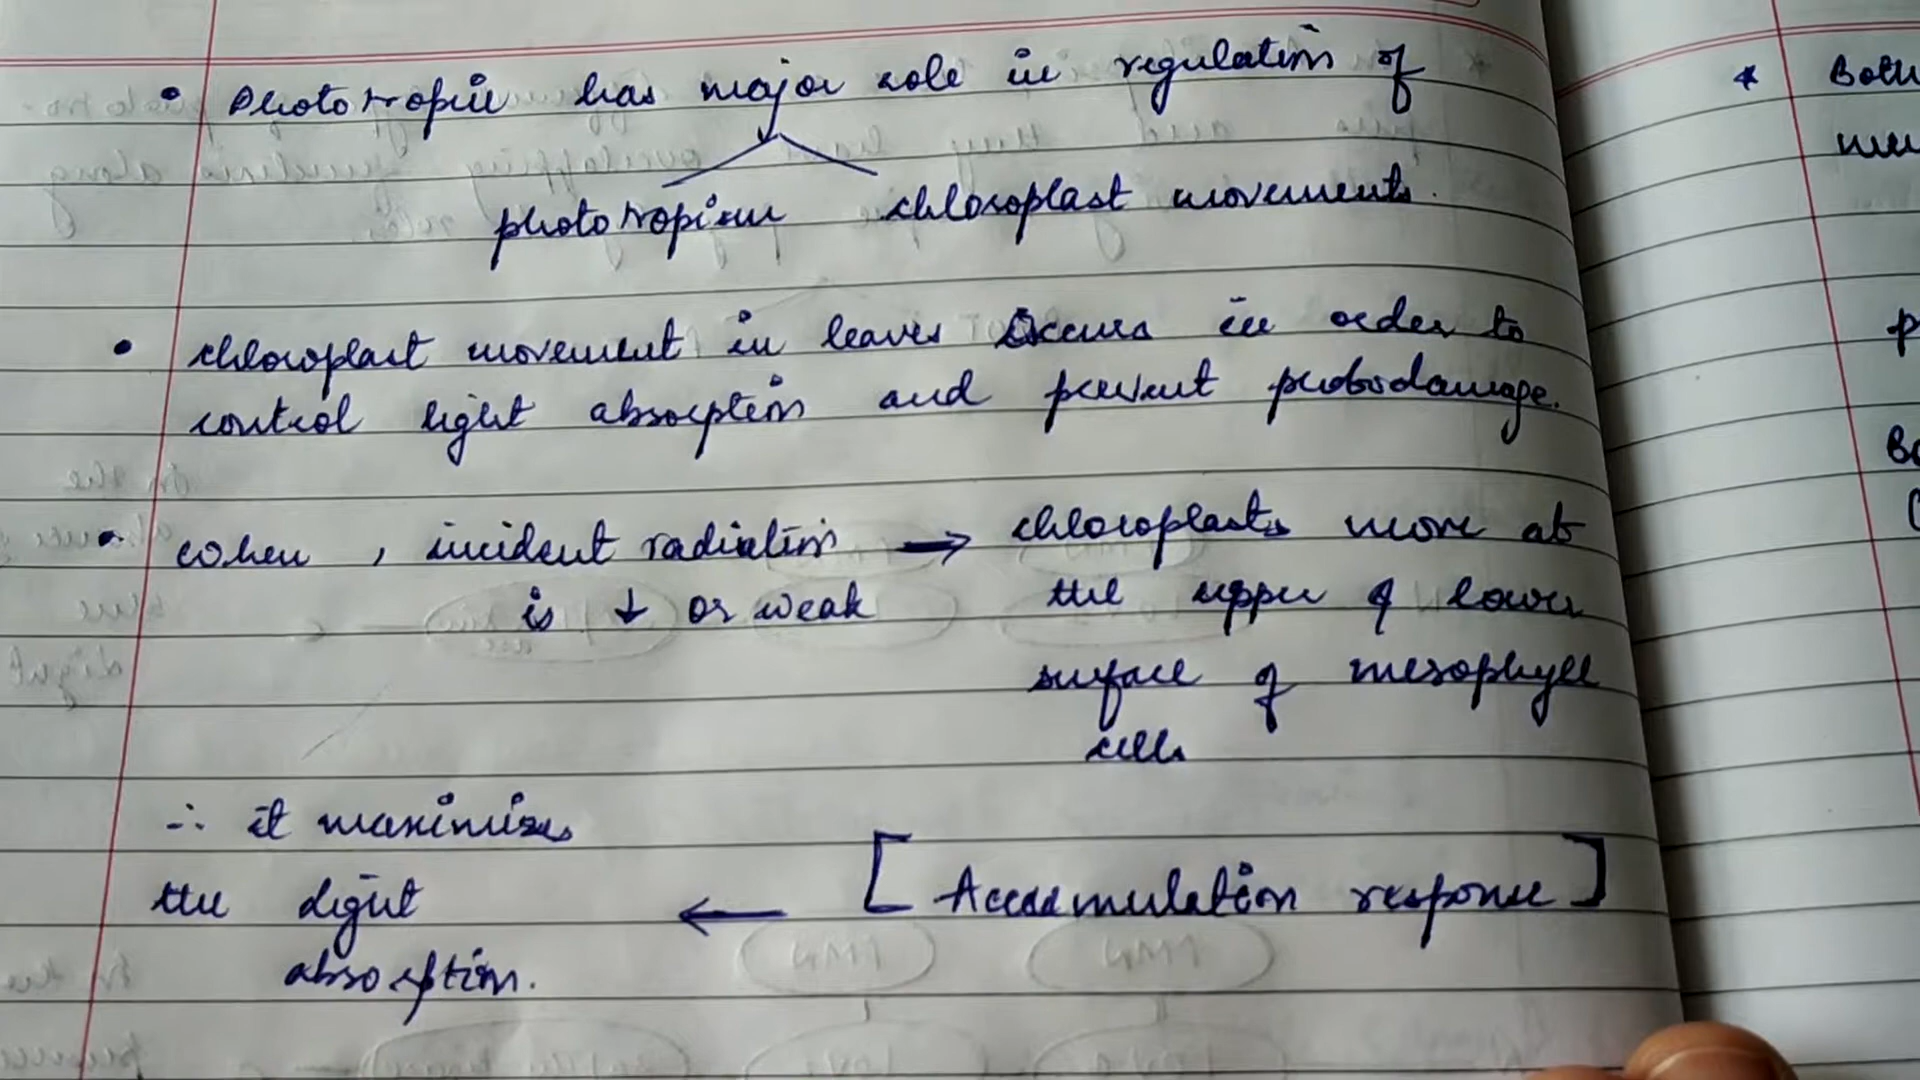 • Phototropin has major role in regulation of
phototropism chloroplast movements.
• chloroplast movement in leaves occurs in order to
control light absorption and prevent photodamage.
• when, incident radiation → chloroplasts move at
is ↓ or weak the upper & lower
surface of mesophyll
cells
∴ it maximizes
the light ← [Accumulation response]
absorption.
* Both